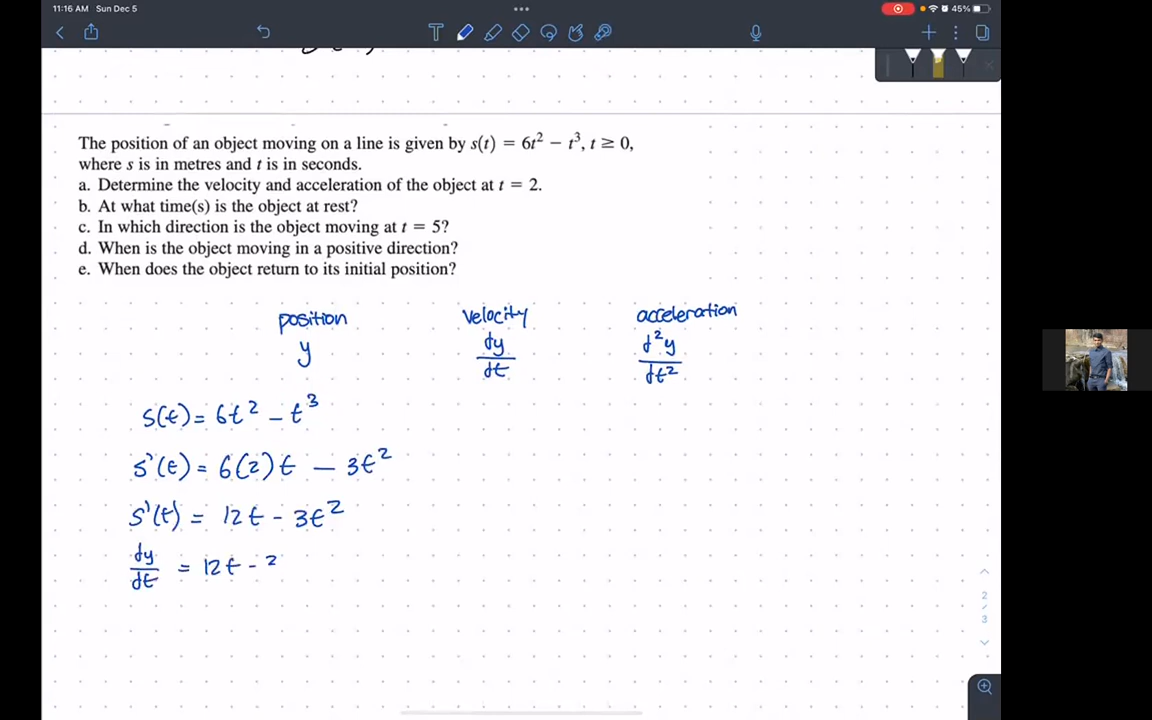 11:16 AM Sun Dec 5
45%
The position of an object moving on a line is given by s(t) = 6t² − t³, t ≥ 0,
where s is in metres and t is in seconds.
a. Determine the velocity and acceleration of the object at t = 2.
b. At what time(s) is the object at rest?
c. In which direction is the object moving at t = 5?
d. When is the object moving in a positive direction?
e. When does the object return to its initial position?
position velocity acceleration
y dy/dt d²y/dt²
s(t) = 6t² − t³
s'(t) = 6(2)t − 3t²
s'(t) = 12t − 3t²
dy/dt = 12t −
2
/
3